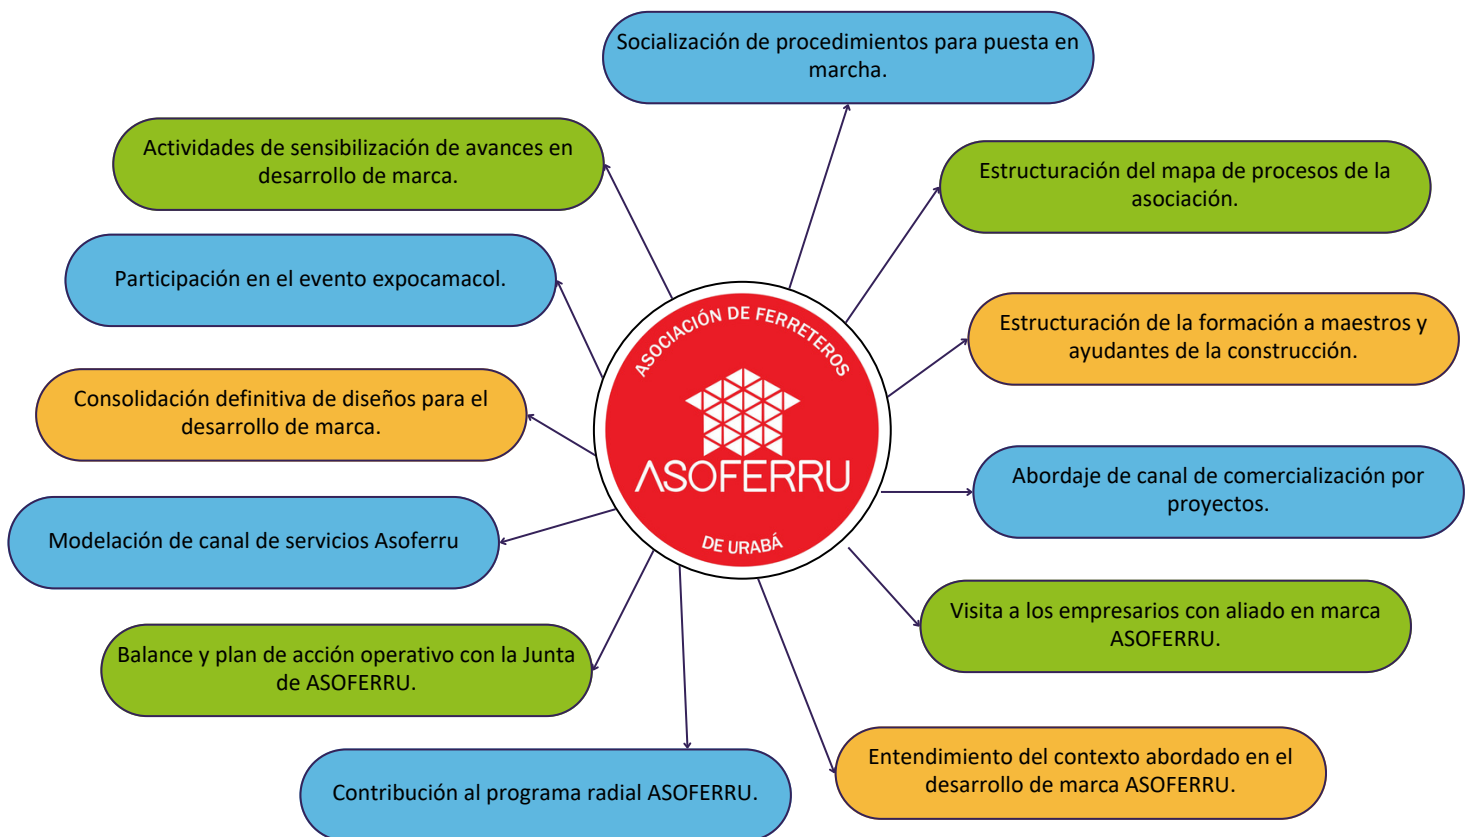 Socialización de procedimientos para puesta en
marcha.
Actividades de sensibilización de avances en
desarrollo de marca.
Estructuración del mapa de procesos de la
asociación.
Participación en el evento expocamacol.
Estructuración de la formación a maestros y
ayudantes de la construcción.
Consolidación definitiva de diseños para el
desarrollo de marca.
ASOCIACIÓN DE FERRETEROS
ASOFERRU
DE URABÁ
Abordaje de canal de comercialización por
proyectos.
Modelación de canal de servicios Asoferru
Visita a los empresarios con aliado en marca
ASOFERRU.
Balance y plan de acción operativo con la Junta
de ASOFERRU.
Entendimiento del contexto abordado en el
desarrollo de marca ASOFERRU.
Contribución al programa radial ASOFERRU.